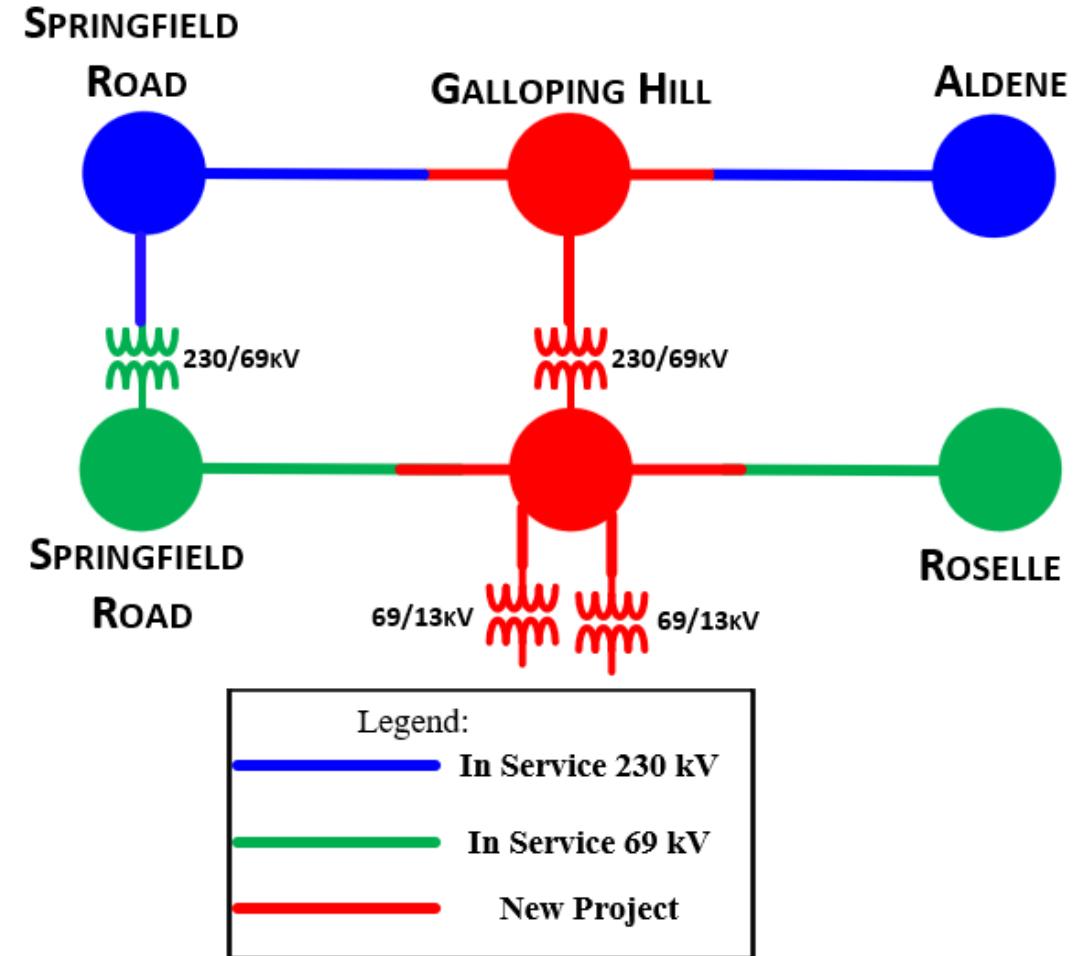 SPRINGFIELD
ROAD
GALLOPING HILL
ALDENE
230/69KV
230/69KV
SPRINGFIELD
ROAD
ROSELLE
69/13KV
69/13KV
Legend:
In Service 230 kV
In Service 69 kV
New Project